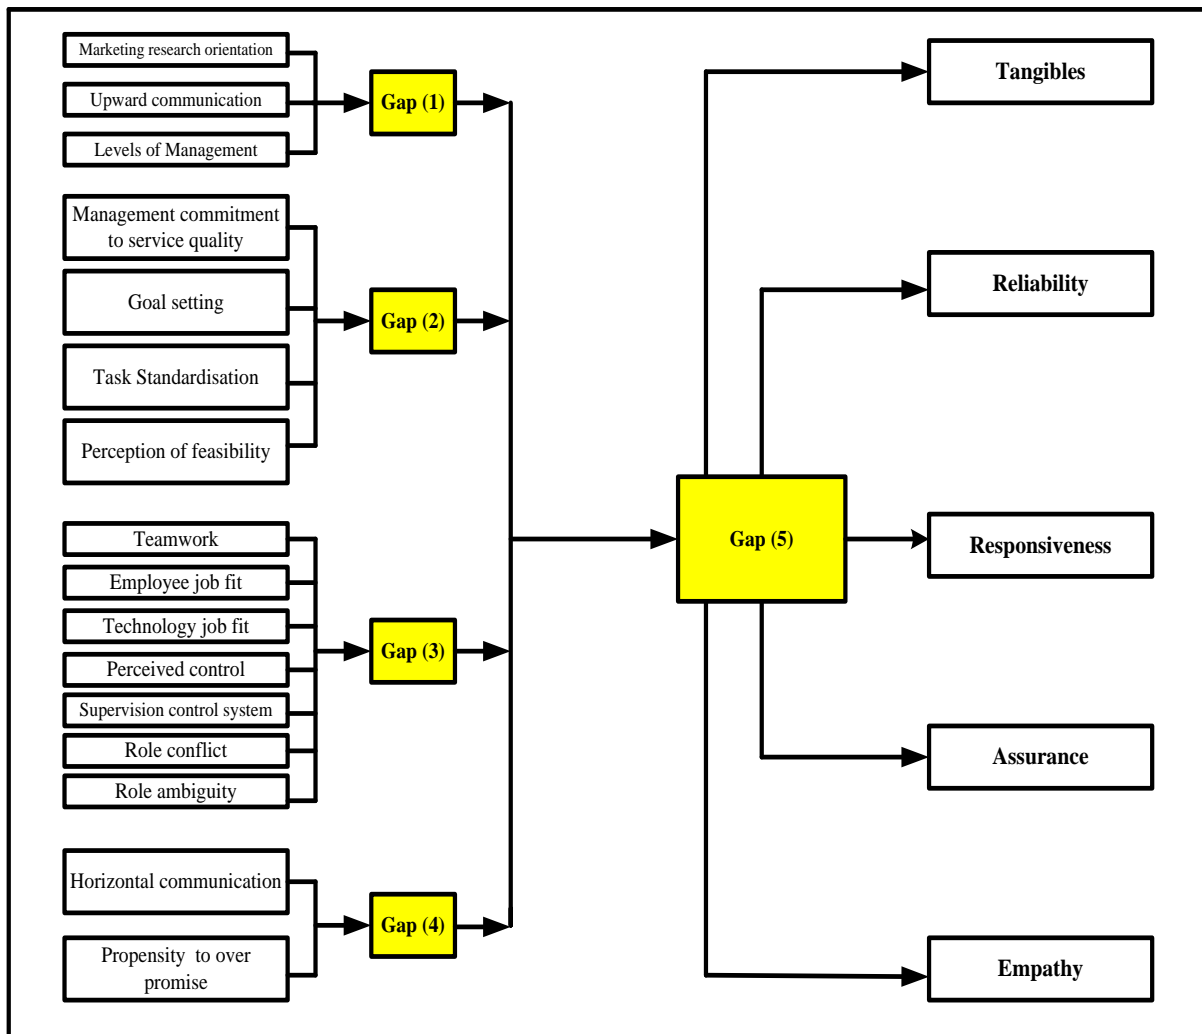 Marketing research orientation
Upward communication
Levels of Management
Gap (1)
Management commitment
to service quality
Goal setting
Task Standardisation
Perception of feasibility
Gap (2)
Teamwork
Employee job fit
Technology job fit
Perceived control
Supervision control system
Role conflict
Role ambiguity
Gap (3)
Horizontal communication
Propensity to over
promise
Gap (4)
Gap (5)
Tangibles
Reliability
Responsiveness
Assurance
Empathy